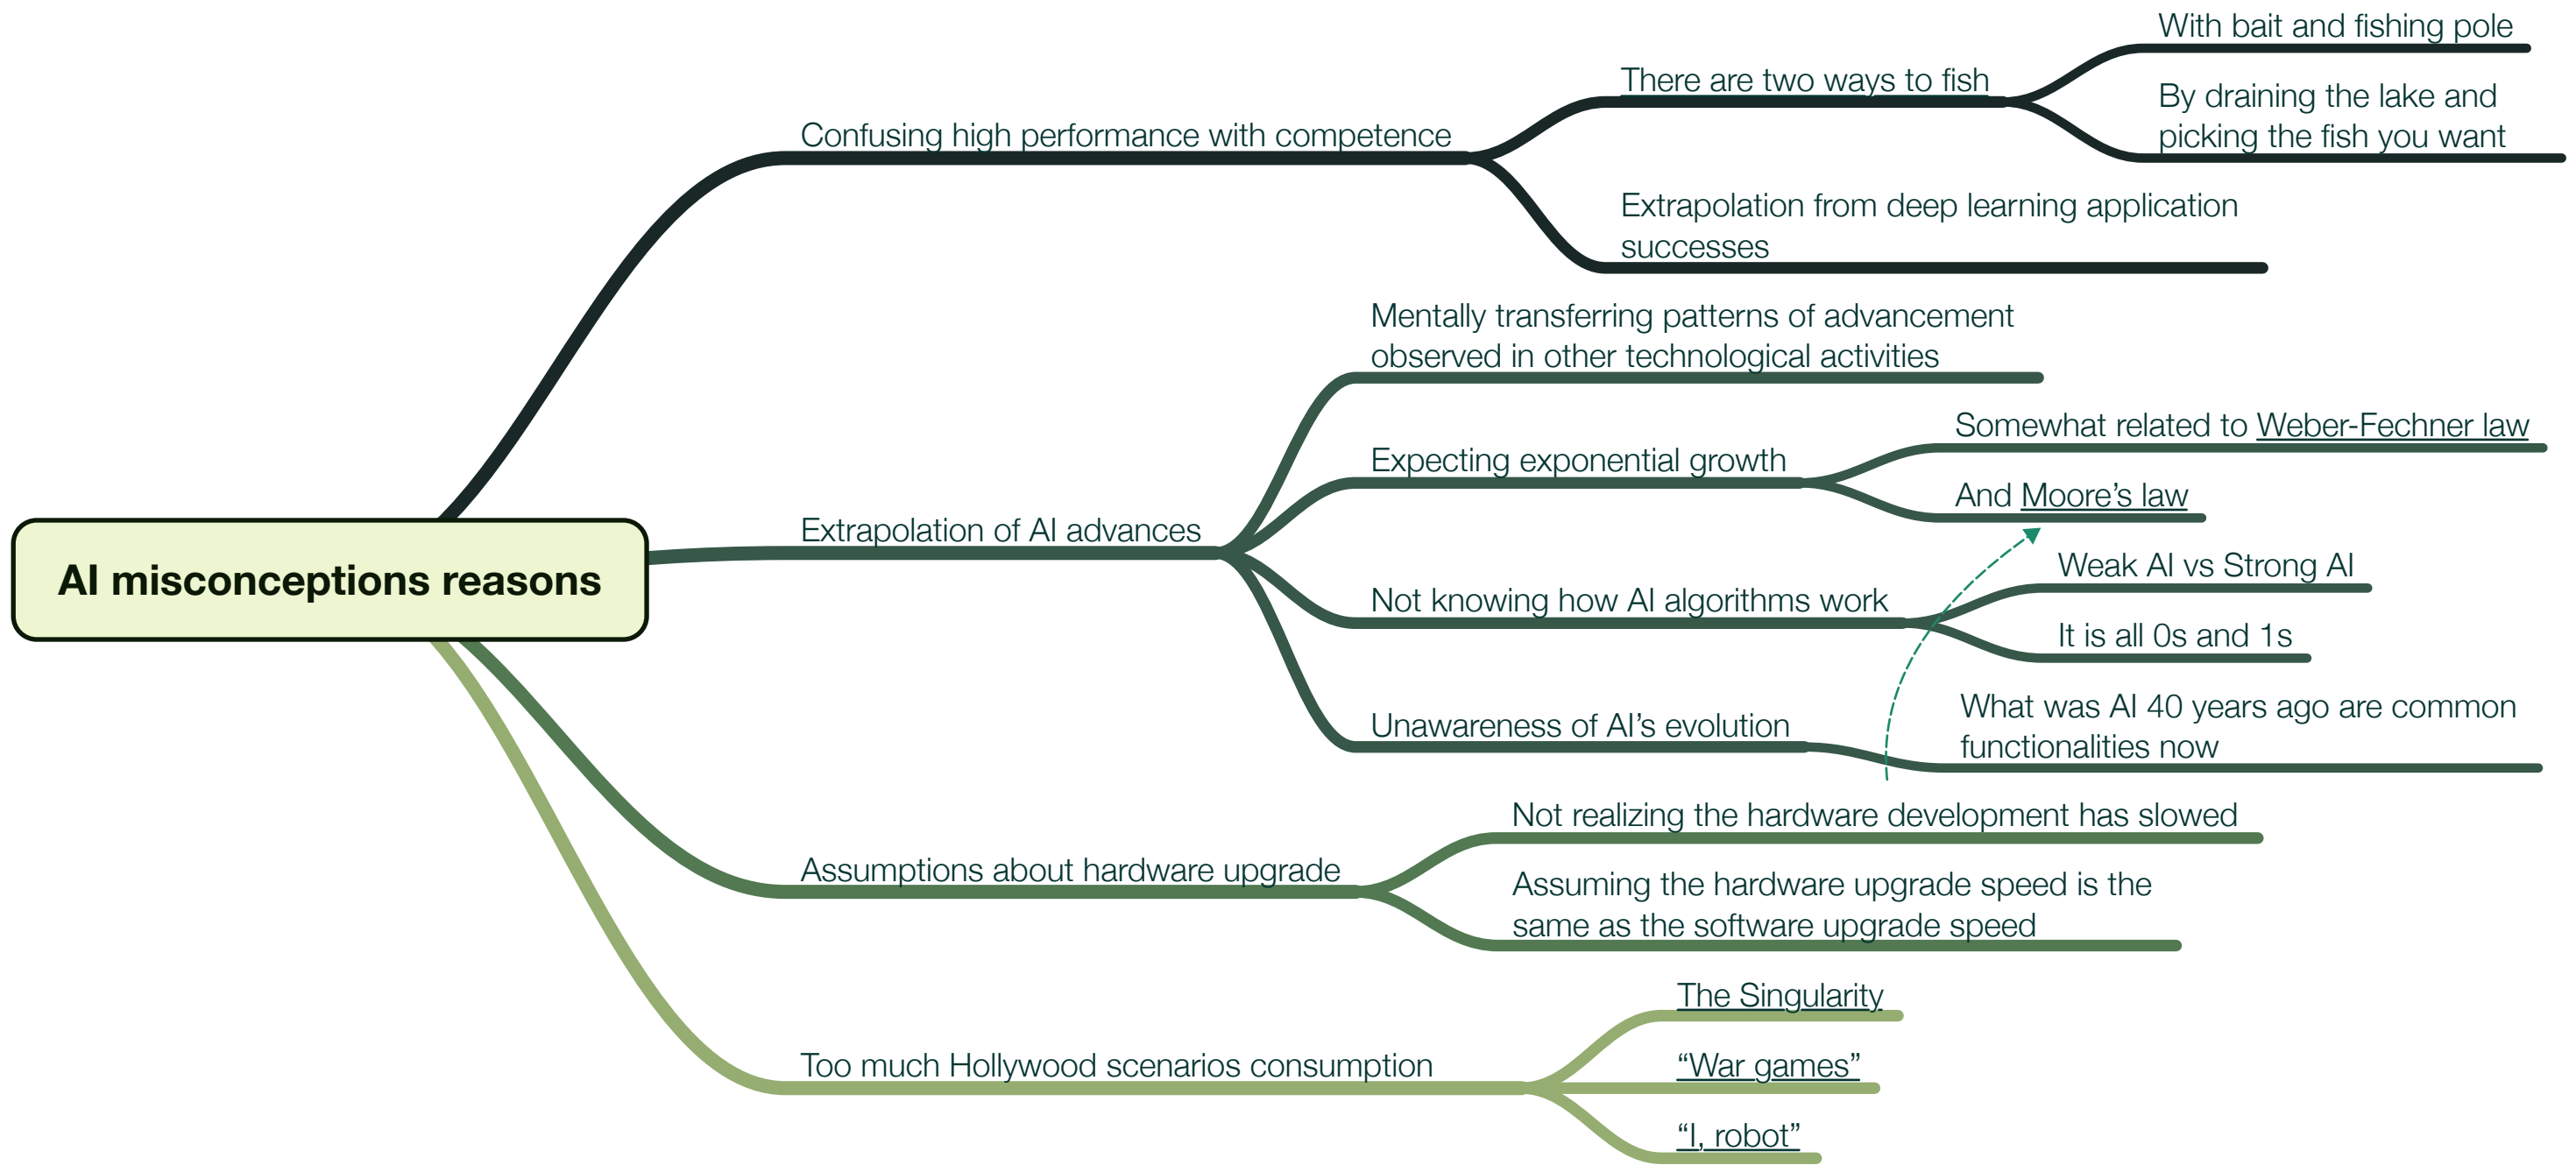 AI misconceptions reasons
Confusing high performance with competence
There are two ways to fish
With bait and fishing pole
By draining the lake and
picking the fish you want
Extrapolation from deep learning application
successes
Extrapolation of AI advances
Mentally transferring patterns of advancement
observed in other technological activities
Expecting exponential growth
Somewhat related to Weber-Fechner law
And Moore’s law
Not knowing how AI algorithms work
Weak AI vs Strong AI
It is all 0s and 1s
Unawareness of AI’s evolution
What was AI 40 years ago are common
functionalities now
Assumptions about hardware upgrade
Not realizing the hardware development has slowed
Assuming the hardware upgrade speed is the
same as the software upgrade speed
Too much Hollywood scenarios consumption
The Singularity
“War games”
“I, robot”